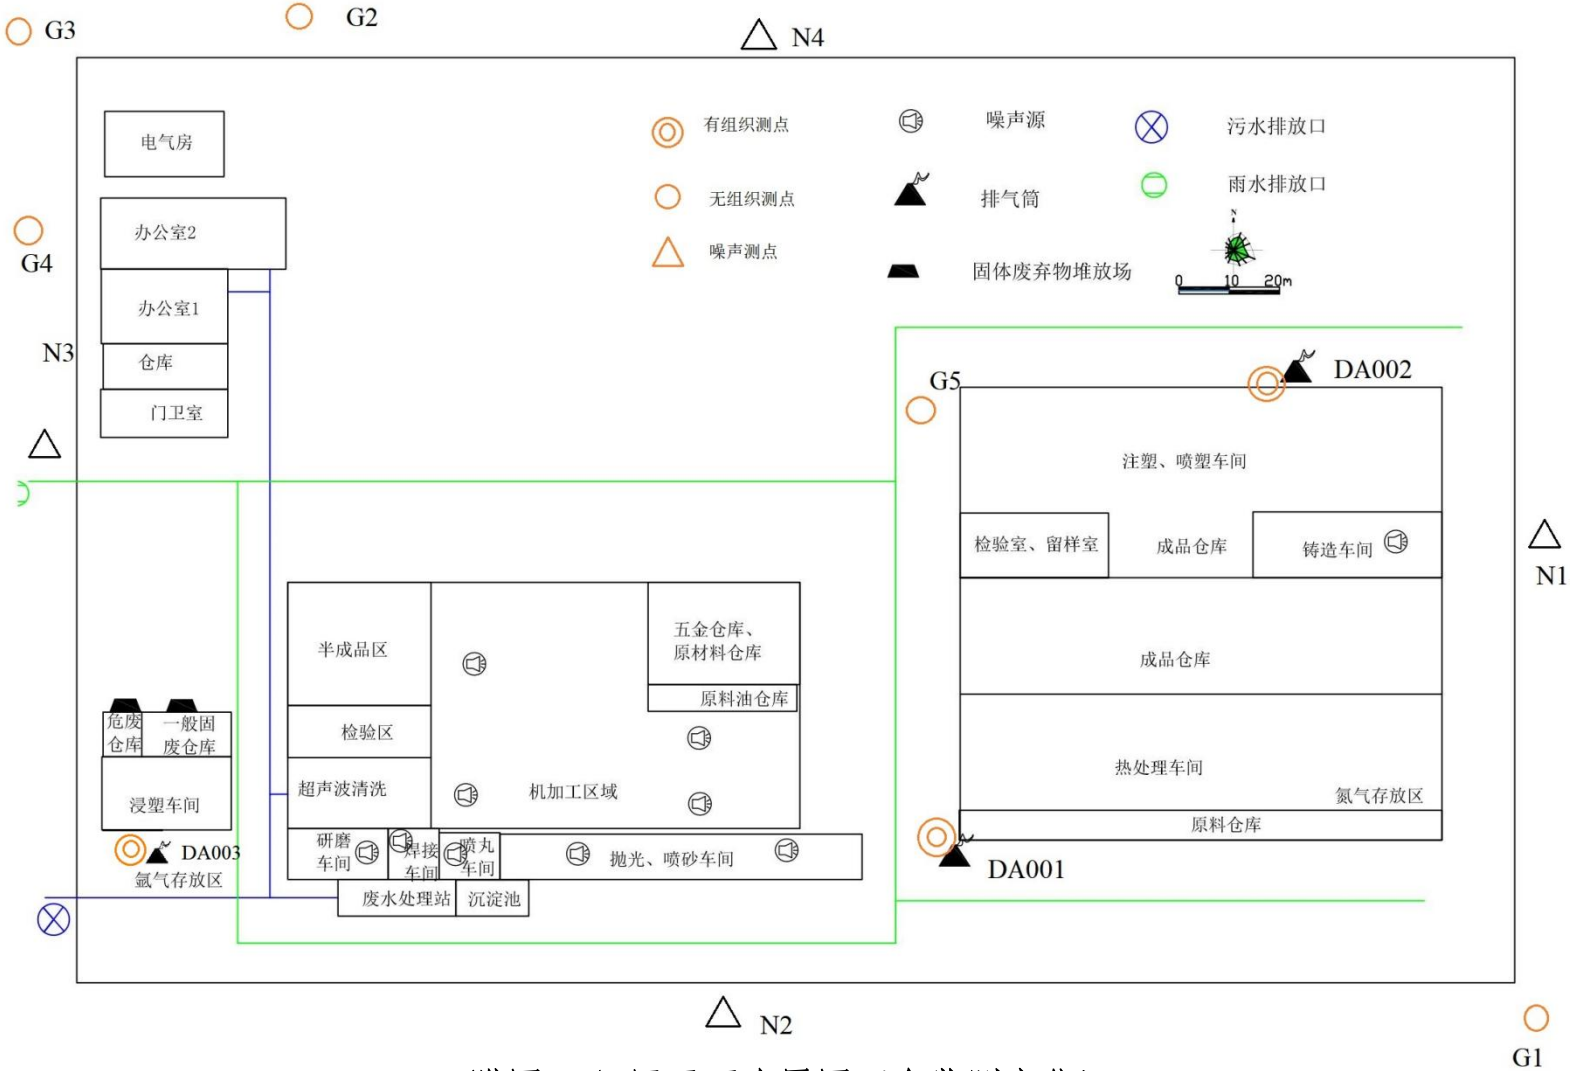 G3
G2
N4
电气房
有组织测点
噪声源
污水排放口
无组织测点
排气筒
雨水排放口
办公室2
噪声测点
固体废弃物堆放场
N
0 10 20m
G4
办公室1
N3
仓库
门卫室
G5
DA002
注塑、喷塑车间
检验室、留样室
成品仓库
铸造车间
N1
半成品区
五金仓库、
原材料仓库
成品仓库
原料油仓库
危废
仓库
一般固
废仓库
检验区
超声波清洗
机加工区域
热处理车间
氮气存放区
浸塑车间
原料仓库
研磨
车间
焊接
车间
喷丸
车间
抛光、喷砂车间
DA003
氩气存放区
DA001
废水处理站
沉淀池
N2
G1